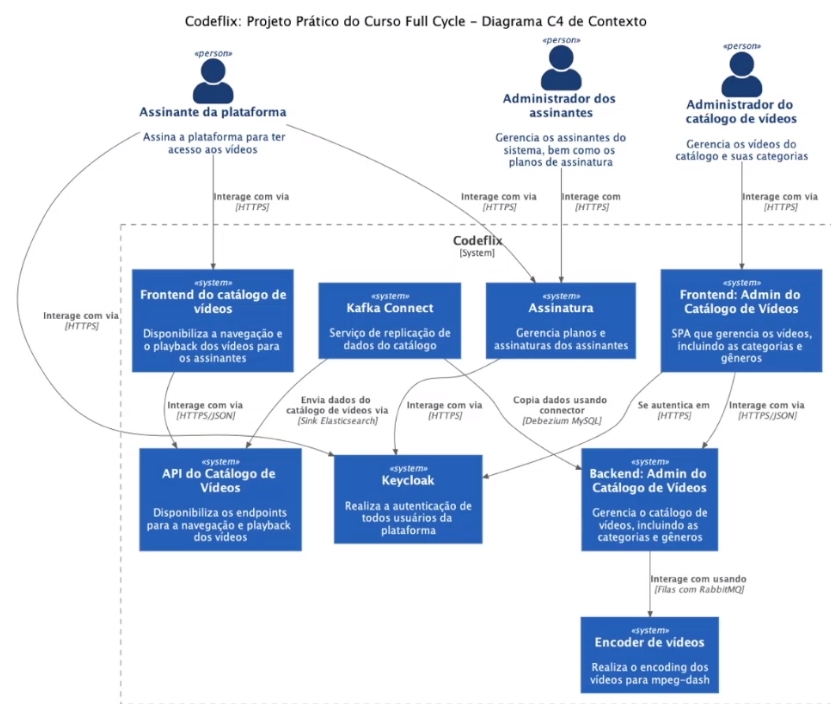 Codeflix: Projeto Prático do Curso Full Cycle - Diagrama C4 de Contexto
«person»
Assinante da plataforma
Assina a plataforma para ter
acesso aos vídeos
«person»
Administrador dos
assinantes
Gerencia os assinantes do
sistema, bem como os
planos de assinatura
«person»
Administrador do
catálogo de vídeos
Gerencia os vídeos do
catálogo e suas categorias
Interage com via
[HTTPS]
Interage com via
[HTTPS]
Interage com
[HTTPS]
Interage com via
[HTTPS]
Codeflix
[System]
«system»
Frontend do catálogo de
vídeos
Disponibiliza a navegação e
o playback dos vídeos para
os assinantes
«system»
Kafka Connect
Serviço de replicação de
dados do catálogo
«system»
Assinatura
Gerencia planos e
assinaturas dos assinantes
«system»
Frontend: Admin do
Catálogo de Vídeos
SPA que gerencia os vídeos,
incluindo as categorias e
gêneros
Interage com via
[HTTPS]
Interage com via
[HTTPS/JSON]
Envia dados do
catálogo de vídeos via
[Sink Elasticsearch]
Interage com via
[HTTPS]
Copia dados usando
connector
[Debezium MySQL]
Se autentica em
[HTTPS]
Interage com via
[HTTPS/JSON]
«system»
API do Catálogo de
Vídeos
Disponibiliza os endpoints
para a navegação e playback
dos vídeos
«system»
Keycloak
Realiza a autenticação de
todos usuários da
plataforma
«system»
Backend: Admin do
Catálogo de Vídeos
Gerencia o catálogo de
vídeos, incluindo as
categorias e gêneros
Interage com usando
[Filas com RabbitMQ]
«system»
Encoder de vídeos
Realiza o encoding dos
vídeos para mpeg-dash